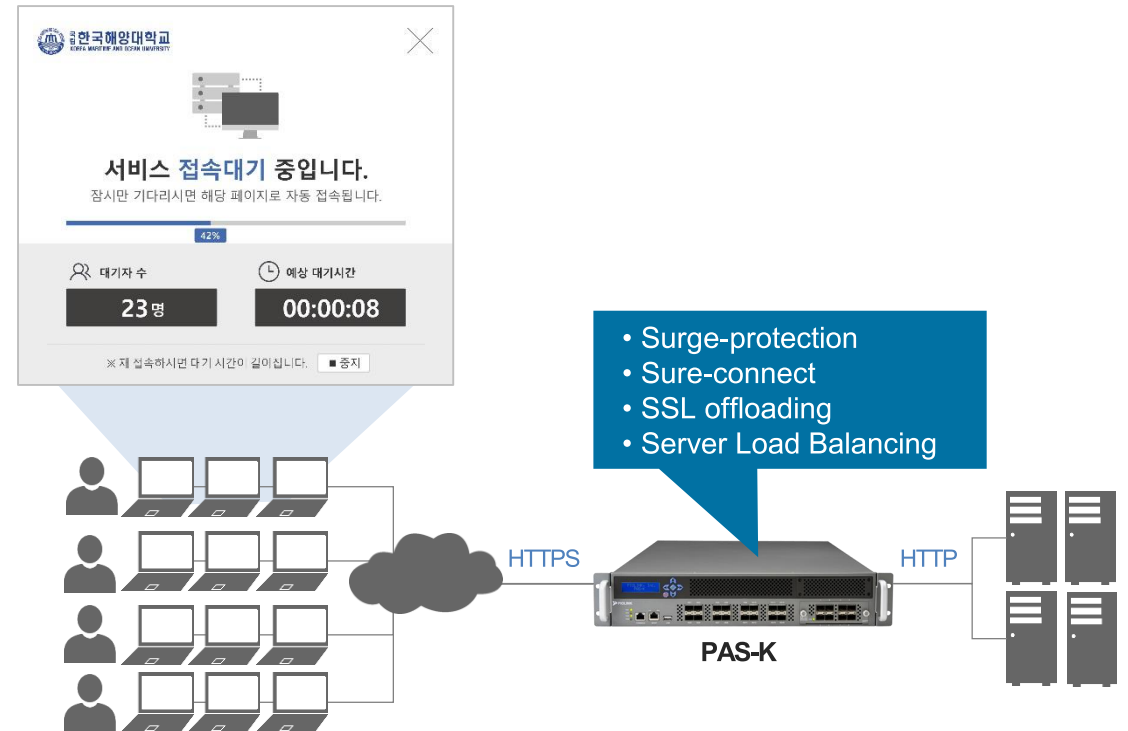 국립 한국해양대학교
KOREA MARITIME AND OCEAN UNIVERSITY
서비스 접속대기 중입니다.
잠시만 기다리시면 해당 페이지로 자동 접속됩니다.
42%
대기자 수
예상 대기시간
23명
00:00:08
※ 재 접속하시면 대기 시간이 길어집니다.
■ 중지
• Surge-protection
• Sure-connect
• SSL offloading
• Server Load Balancing
HTTPS
HTTP
PIOLINK
PAS-K